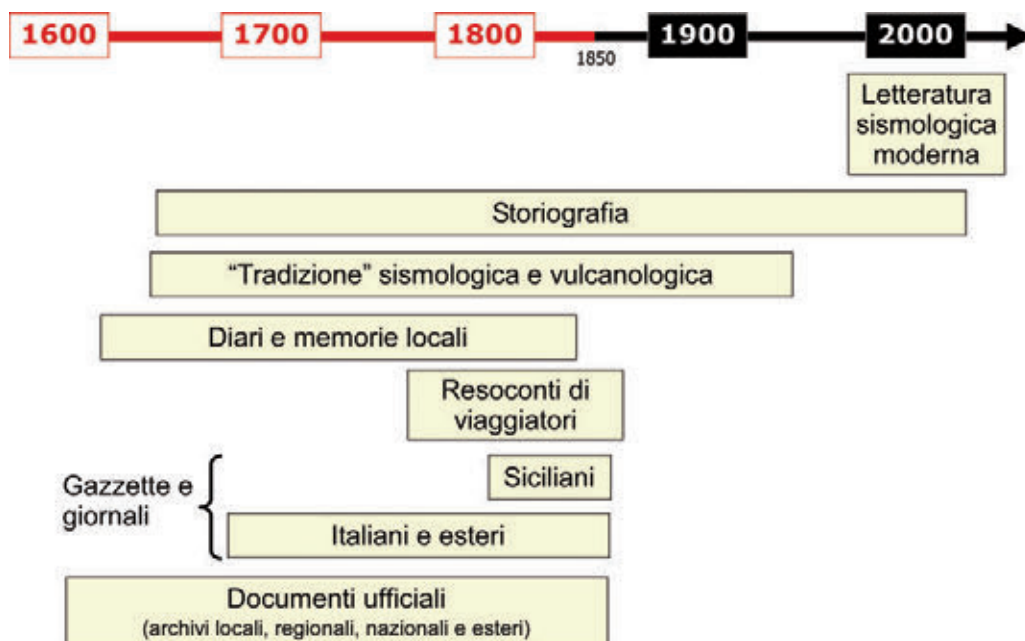 1600 1700 1800 1900 2000
1850
Letteratura
sismologica
moderna
Storiografia
“Tradizione” sismologica e vulcanologica
Diari e memorie locali
Resoconti di
viaggiatori
Gazzette e
giornali
Siciliani
Italiani e esteri
Documenti ufficiali
(archivi locali, regionali, nazionali e esteri)